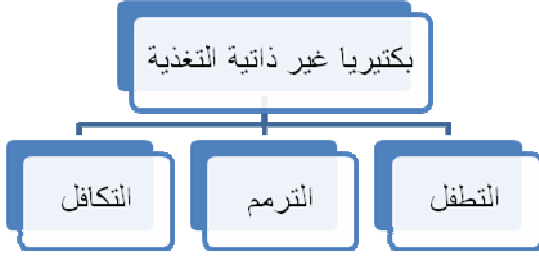 بكتيريا غير ذاتية التغذية
التطفل
الترمم
التكافل